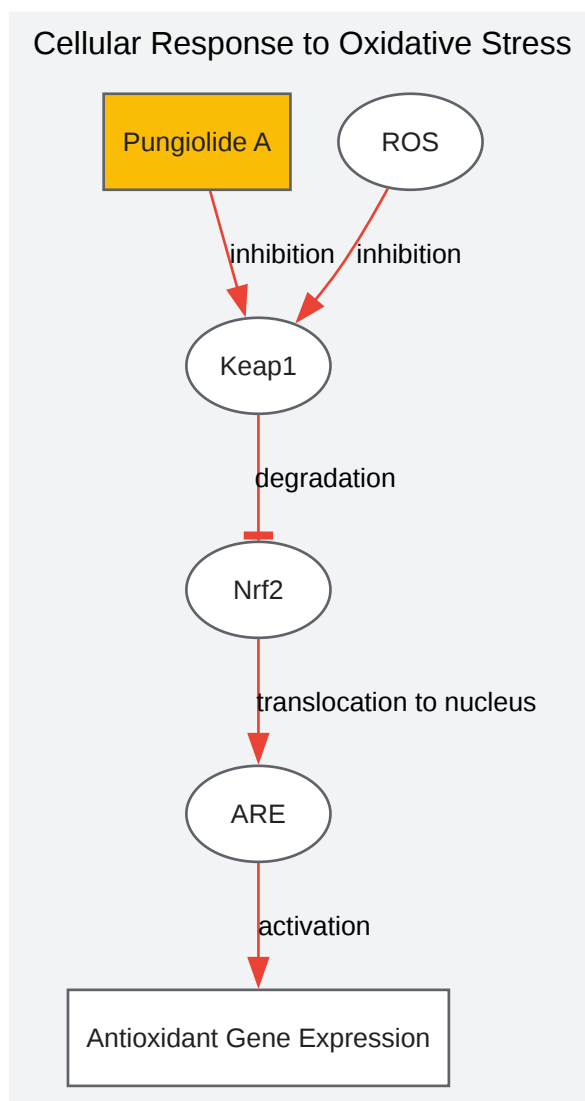 Cellular Response to Oxidative Stress
Pungiolide A
ROS
inhibition
inhibition
Keap1
degradation
Nrf2
translocation to nucleus
ARE
activation
Antioxidant Gene Expression